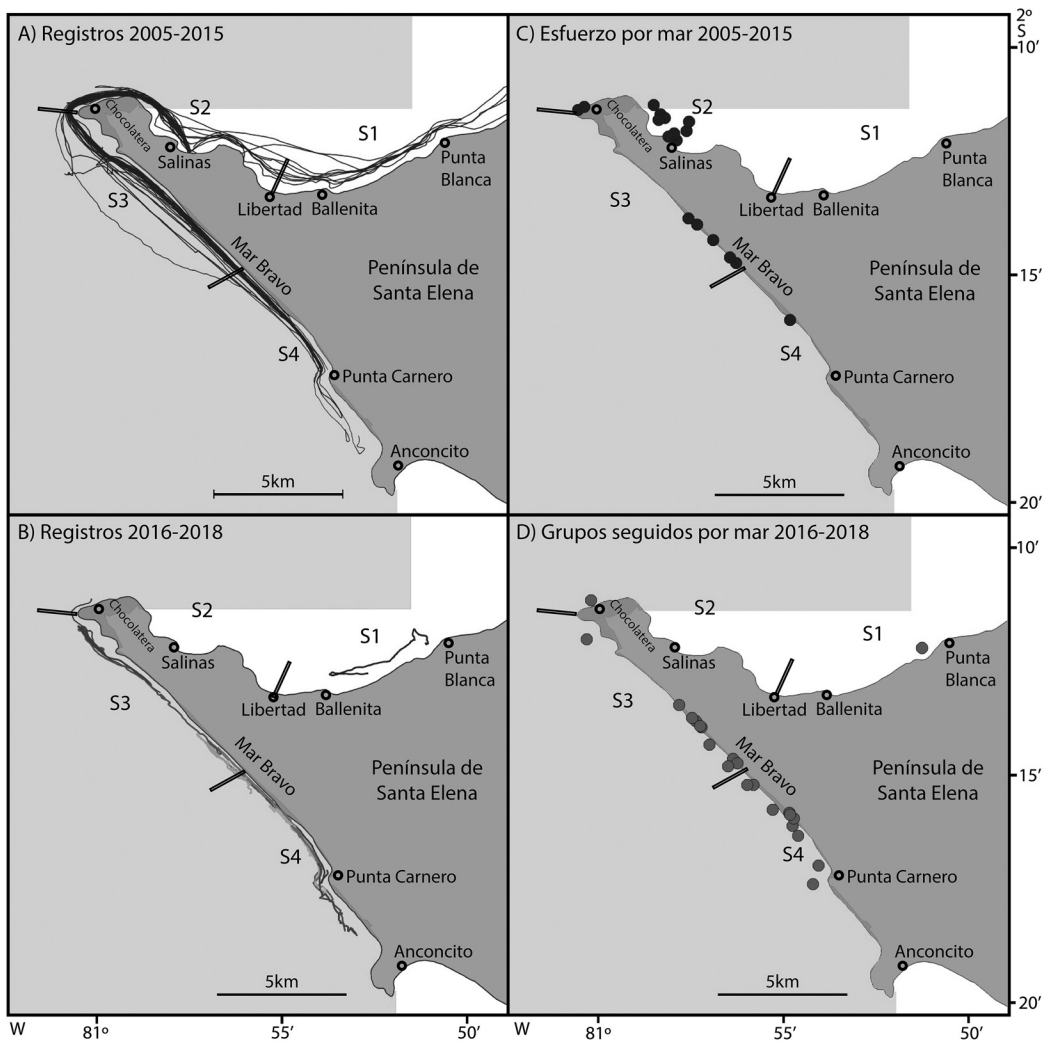 A) Registros 2005-2015
S2
S1
Chocolatera
Salinas
Punta
Blanca
S3
Libertad
Ballenita
Mar Bravo
Península de
Santa Elena
S4
Punta Carnero
Anconcito
5km
C) Esfuerzo por mar 2005-2015
S2
S1
Chocolatera
Salinas
Punta
Blanca
S3
Libertad
Ballenita
Mar Bravo
Península de
Santa Elena
S4
Punta Carnero
Anconcito
5km
2º
S
10’
15’
20’
B) Registros 2016-2018
S2
S1
Chocolatera
Salinas
Punta
Blanca
S3
Libertad
Ballenita
Mar Bravo
Península de
Santa Elena
S4
Punta Carnero
Anconcito
5km
D) Grupos seguidos por mar 2016-2018
S2
S1
Chocolatera
Salinas
Punta
Blanca
S3
Libertad
Ballenita
Mar Bravo
Península de
Santa Elena
S4
Punta Carnero
Anconcito
5km
10’
15’
20’
W 81º 55’ 50’
W 81º 55’ 50’